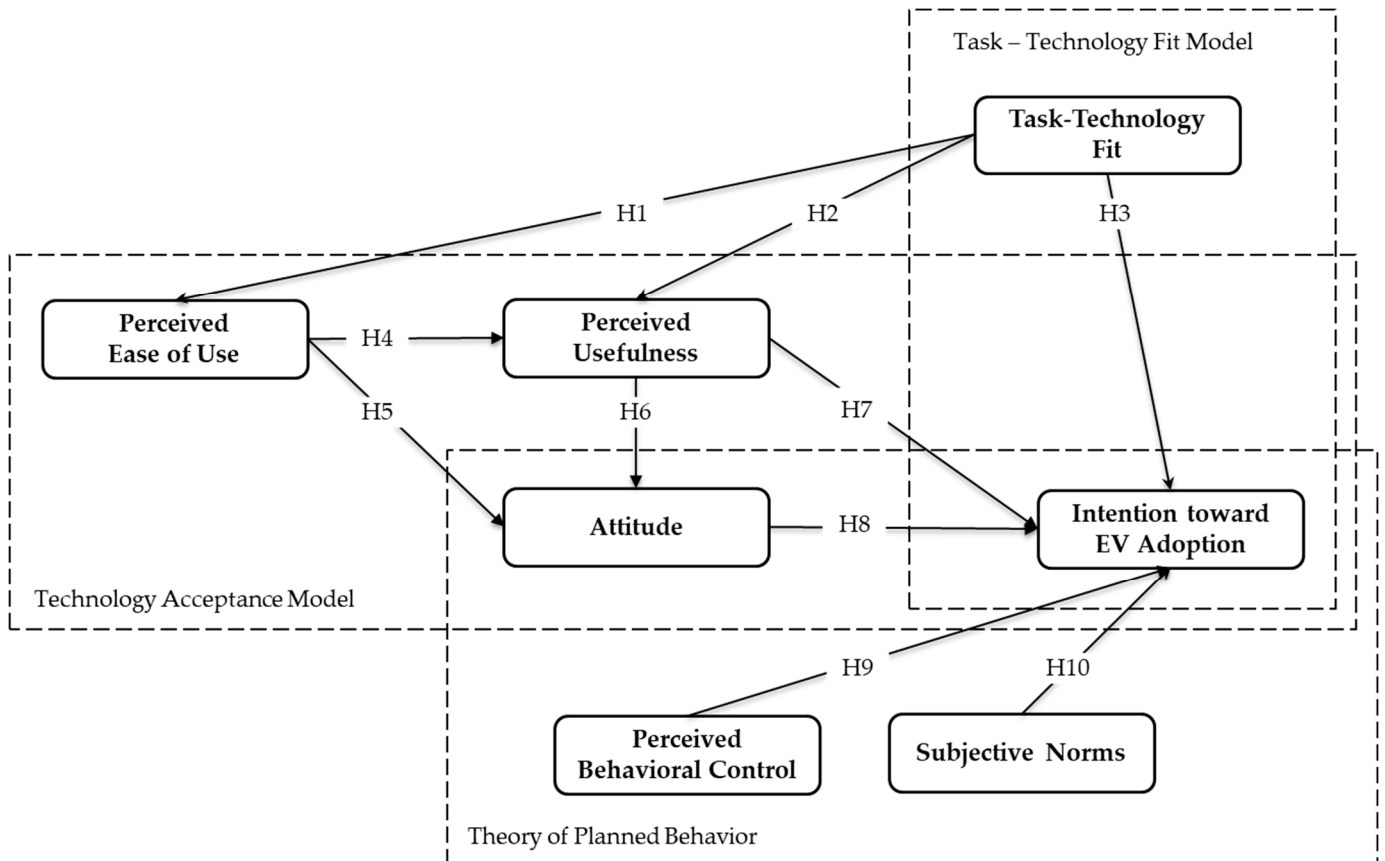 Task – Technology Fit Model
Task-Technology
Fit
H1
H2
H3
Perceived
Ease of Use
H4
Perceived
Usefulness
H5
H6
H7
Attitude
H8
Intention toward
EV Adoption
Technology Acceptance Model
H9
H10
Perceived
Behavioral Control
Subjective Norms
Theory of Planned Behavior